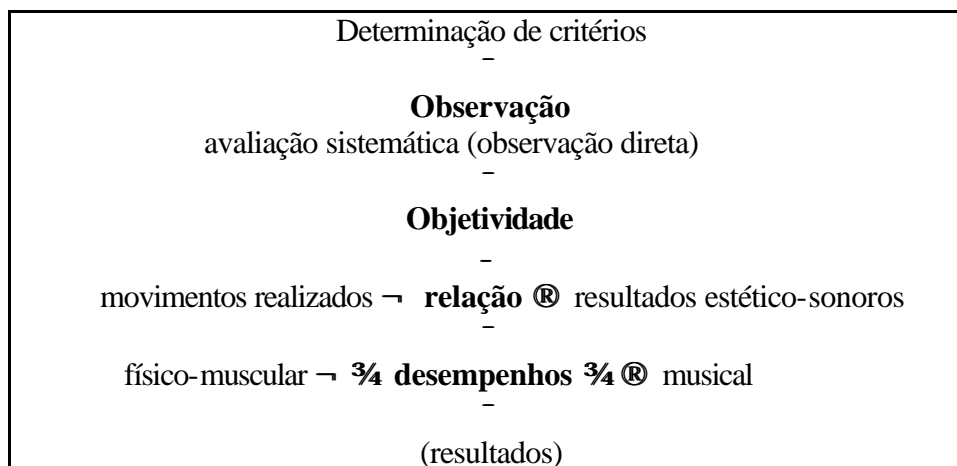 Determinação de critérios
–
Observação
avaliação sistemática (observação direta)
–
Objetividade
–
movimentos realizados ¬ relação ® resultados estético-sonoros
–
físico-muscular ¬ ¾ desempenhos ¾ ® musical
–
(resultados)